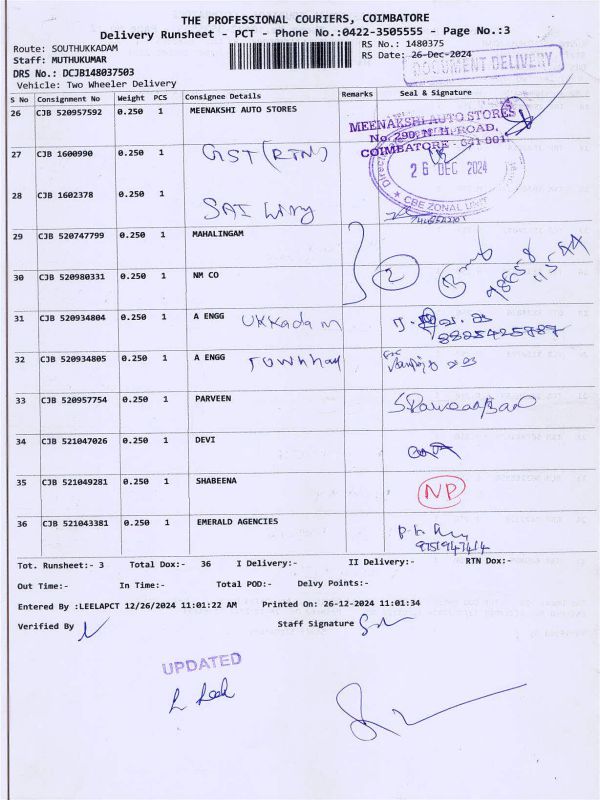 THE PROFESSIONAL COURIERS, COIMBATORE
Delivery Runsheet - PCT - Phone No.:0422-3505555 - Page No.:3
Route: SOUTHUKKADAM
RS No.: 1480375
Staff: MUTHUKUMAR
RS Date: 26-Dec-2024
DRS No.: DCJB148037503
DOCUMENT DELIVERY
Vehicle: Two Wheeler Delivery
S No Consignment No Weight PCS Consignee Details Remarks Seal & Signature
26 CJB 520957592 0.250 1 MEENAKSHI AUTO STORES
MEENAKSHI AUTO STORES
No. 290, N. H. ROAD,
COIMBATORE - 641 001.
27 CJB 1600990 0.250 1 GST (RTN)
26 DEC 2024
28 CJB 1602378 0.250 1
CBE ZONAL UNIT
SAI
29 CJB 520747799 0.250 1 MAHALINGAM
30 CJB 520980331 0.250 1 NM CO 2
31 CJB 520934804 0.250 1 A ENGG UKKadam
8825425787
32 CJB 520934805 0.250 1 A ENGG Townhall
33 CJB 520957754 0.250 1 PARVEEN
34 CJB 521047026 0.250 1 DEVI
35 CJB 521049281 0.250 1 SHABEENA NP
36 CJB 521043381 0.250 1 EMERALD AGENCIES
9751947414
Tot. Runsheet:- 3 Total Dox:- 36 I Delivery:- II Delivery:- RTN Dox:-
Out Time:- In Time:- Total POD:- Delvy Points:-
Entered By :LEELAPCT 12/26/2024 11:01:22 AM Printed On: 26-12-2024 11:01:34
Verified By Staff Signature
UPDATED